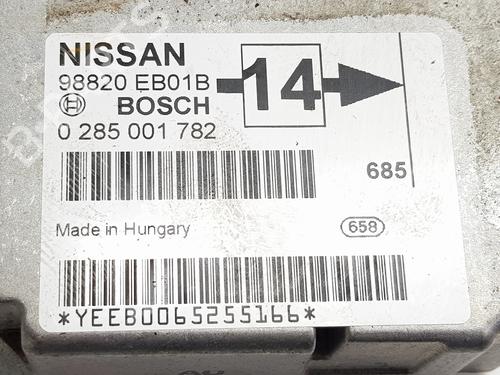 NISSAN
98820 EB01B
14
BOSCH
0 285 001 782
685
Made in Hungary
658
*YEEB0065255166*